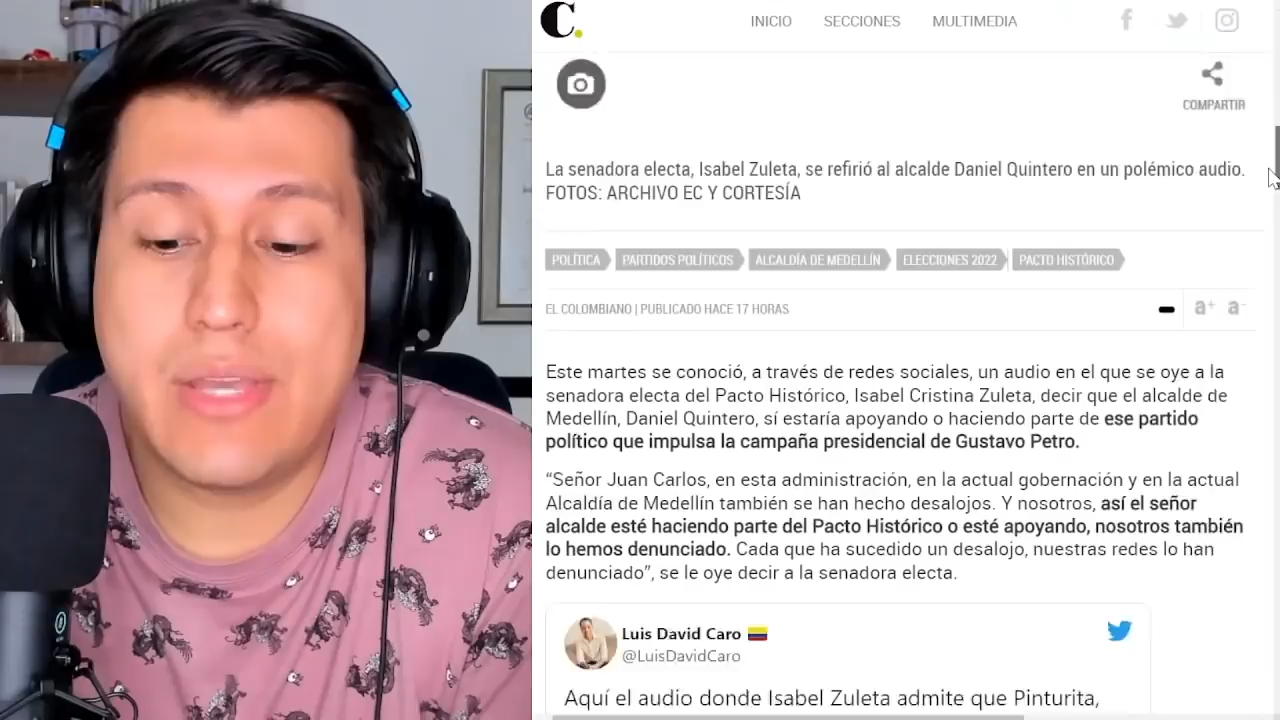 C.
INICIO SECCIONES MULTIMEDIA
COMPARTIR
La senadora electa, Isabel Zuleta, se refirió al alcalde Daniel Quintero en un polémico audio.
FOTOS: ARCHIVO EC Y CORTESÍA
POLÍTICA PARTIDOS POLÍTICOS ALCALDÍA DE MEDELLÍN ELECCIONES 2022 PACTO HISTÓRICO
EL COLOMBIANO | PUBLICADO HACE 17 HORAS
a+ a-
Este martes se conoció, a través de redes sociales, un audio en el que se oye a la
senadora electa del Pacto Histórico, Isabel Cristina Zuleta, decir que el alcalde de
Medellín, Daniel Quintero, sí estaría apoyando o haciendo parte de ese partido
político que impulsa la campaña presidencial de Gustavo Petro.
“Señor Juan Carlos, en esta administración, en la actual gobernación y en la actual
Alcaldía de Medellín también se han hecho desalojos. Y nosotros, así el señor
alcalde esté haciendo parte del Pacto Histórico o esté apoyando, nosotros también
lo hemos denunciado. Cada que ha sucedido un desalojo, nuestras redes lo han
denunciado”, se le oye decir a la senadora electa.
Luis David Caro
@LuisDavidCaro
Aquí el audio donde Isabel Zuleta admite que Pinturita,